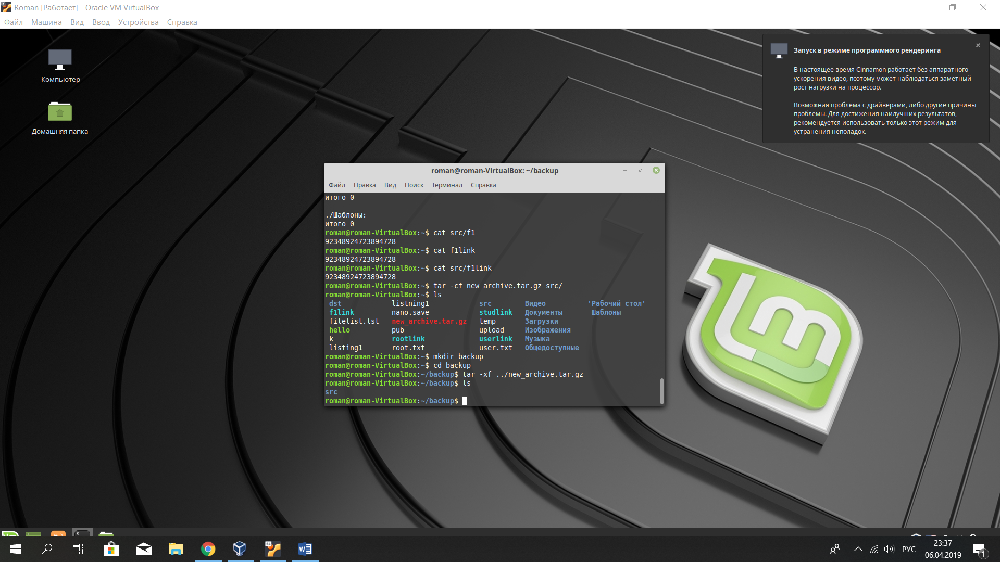 Roman [Работает] - Oracle VM VirtualBox
Файл Машина Вид Ввод Устройства Справка
Компьютер
Домашняя папка
Запуск в режиме программного рендеринга
В настоящее время Cinnamon работает без аппаратного
ускорения видео, поэтому может наблюдаться заметный
рост нагрузки на процессор.
Возможная проблема с драйверами, либо другие причины
проблемы. Для достижения наилучших результатов,
рекомендуется использовать только этот режим для
устранения неполадок.
roman@roman-VirtualBox: ~/backup
Файл Правка Вид Поиск Терминал Справка
итого 0
./Шаблоны:
итого 0
roman@roman-VirtualBox:~$ cat src/f1
92348924723894728
roman@roman-VirtualBox:~$ cat f1link
92348924723894728
roman@roman-VirtualBox:~$ cat src/f1link
92348924723894728
roman@roman-VirtualBox:~$ tar -cf new_archive.tar.gz src/
roman@roman-VirtualBox:~$ ls
dst listning1 src Видео 'Рабочий стол'
f1link nano.save studlink Документы Шаблоны
filelist.lst new_archive.tar.gz temp Загрузки
hello pub upload Изображения
k rootlink userlink Музыка
listing1 root.txt user.txt Общедоступные
roman@roman-VirtualBox:~$ mkdir backup
roman@roman-VirtualBox:~$ cd backup
roman@roman-VirtualBox:~/backup$ tar -xf ../new_archive.tar.gz
roman@roman-VirtualBox:~/backup$ ls
src
roman@roman-VirtualBox:~/backup$
64
W
РУС
23:37
06.04.2019
1